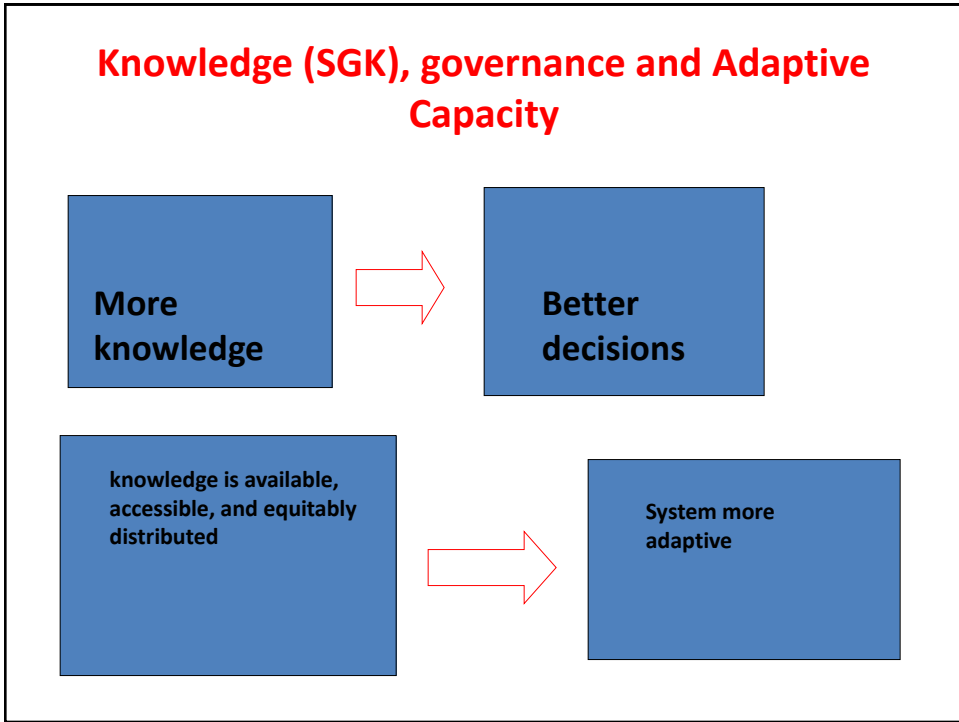 Knowledge (SGK), governance and Adaptive
Capacity
More
knowledge
Better
decisions
knowledge is available,
accessible, and equitably
distributed
System more
adaptive